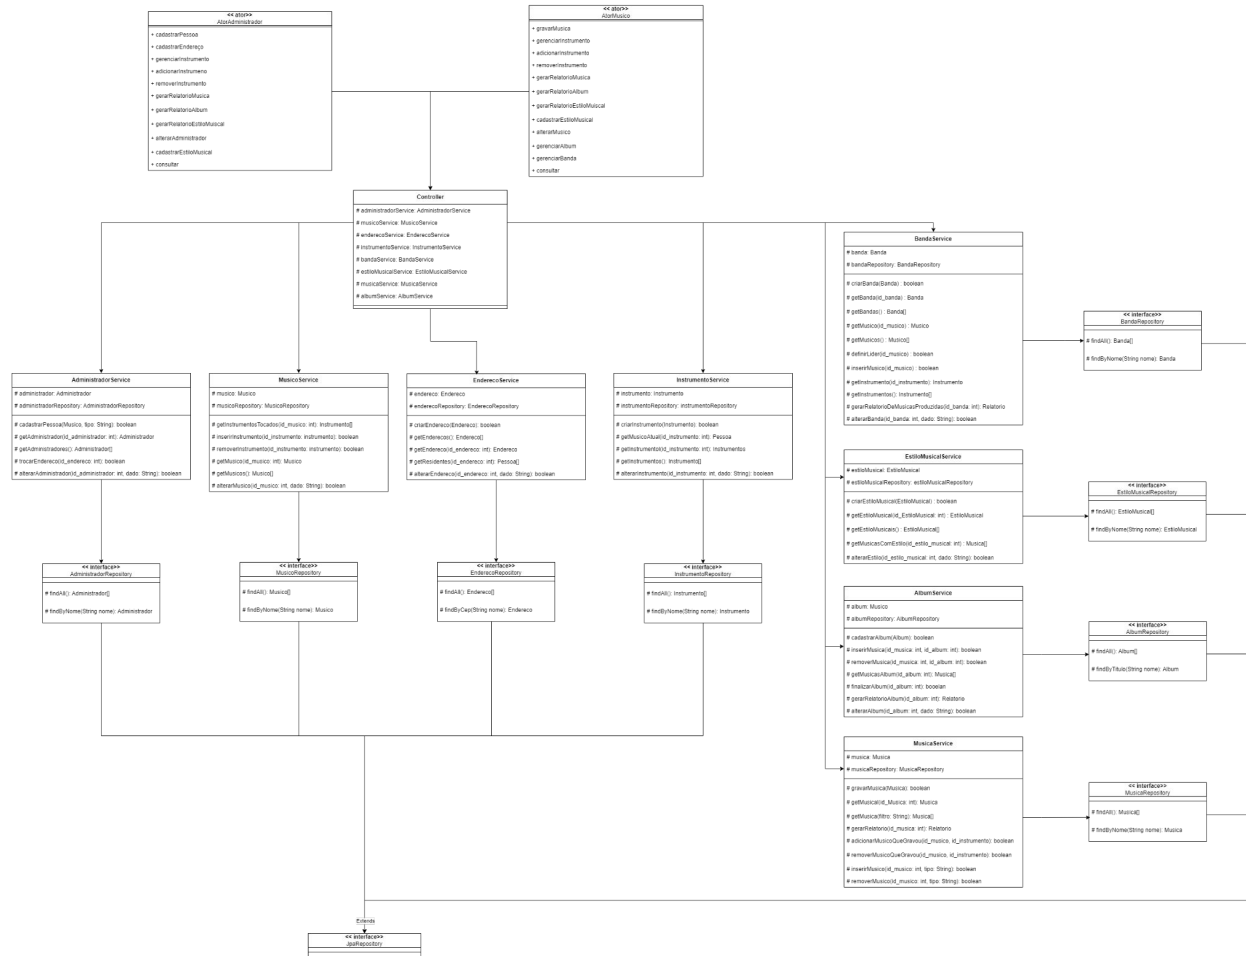 << ator>>
AtorAdministrador
+ cadastrarPessoa
+ cadastrarEndereço
+ gerenciarInstrumento
+ adicionarInstrumeno
+ removerInstrumento
+ gerarRelatorioMusica
+ gerarRelatorioAlbum
+ gerarRelatorioEstiloMuiscal
+ alterarAdministrador
+ cadastrarEstiloMusical
+ consultar
<< ator>>
AtorMusico
+ gravarMusica
+ gerenciarInstrumento
+ adicionarInstrumento
+ removerInstrumento
+ gerarRelatorioMusica
+ gerarRelatorioAlbum
+ gerarRelatorioEstiloMuiscal
+ cadastrarEstiloMusical
+ alterarMusico
+ gerenciarAlbum
+ gerenciarBanda
+ consultar
Controller
# administradorService: AdministradorService
# musicoService: MusicoService
# enderecoService: EnderecoService
# instrumentoService: InstrumentoService
# bandaService: BandaService
# estiloMusicalService: EstiloMusicalService
# musicaService: MusicaService
# albumService: AlbumService
AdministradorService
# administrador: Administrador
# administradorRepository: AdministradorRepository
# cadastrarPessoa(Musico, tipo: String): boolean
# getAdministrador(id_administrador: int): Administrador
# getAdministradores(): Administrador[]
# trocarEndereco(id_endereco: int): boolean
# alterarAdministrador(id_administrador: int, dado: String): boolean
MusicoService
# musico: Musico
# musicoRepository: MusicoRepository
# getInstrumentosTocados(id_musico: int): Instrumento[]
# inserirInstrumento(id_instrumento: instrumento): boolean
# removerInstrumento(id_instrumento: instrumento): boolean
# getMusico(id_musico: int): Musico
# getMusicos(): Musico[]
# alterarMusico(id_musico: int, dado: String): boolean
EnderecoService
# endereco: Endereco
# enderecoRepository: EnderecoRepository
# criarEndereco(Endereco): boolean
# getEnderecos(): Endereco[]
# getEndereco(id_endereco: int): Endereco
# getResidentes(id_endereco: int): Pessoa[]
# alterarEndereco(id_endereco: int, dado: String): boolean
InstrumentoService
# instrumento: Instrumento
# instrumentoRepository: instrumentoRepository
# criarInstrumento(Instrumento): boolean
# getMusicoAtual(id_instrumento: int): Pessoa
# getInstrumento(id_instrumento: int): Instrumentos
# getInstrumentos(): Instrumento[]
# alterarInstrumento(id_instrumento: int, dado: String): boolean
BandaService
# banda: Banda
# bandaRepository: BandaRepository
# criarBanda(Banda) : boolean
# getBanda(id_banda) : Banda
# getBandas() : Banda[]
# getMusico(id_musico) : Musico
# getMusicos() : Musico[]
# definirLider(id_musico) : boolean
# inserirMusico(id_musico) : boolean
# getInstrumento(id_instrumento): Instrumento
# getInstrumentos(): Instrumento[]
# gerarRelatorioDeMusicasProduzidas(id_banda: int): Relatorio
# alterarBanda(id_banda: int, dado: String): boolean
<< interface>>
BandaRepository
# findAll(): Banda[]
# findByNome(String nome): Banda
EstiloMusicalService
# estiloMusical: EstiloMusical
# estiloMusicalRepository: estiloMusicalRepository
# criarEstiloMusical(EstiloMusical) : boolean
# getEstiloMusical(id_EstiloMusical: int) : EstiloMusical
# getEstiloMusicais() : EstiloMusical[]
# getMusicasComEstilo(id_estilo_musical: int) : Musica[]
# alterarEstilo(id_estilo_musical: int, dado: String): boolean
<< interface>>
EstiloMusicalRepository
# findAll(): EstiloMusical[]
# findByNome(String nome): EstiloMusical
<< interface>>
AdministradorRepository
# findAll(): Administrador[]
# findByNome(String nome): Administrador
<< interface>>
MusicoRepository
# findAll(): Musico[]
# findByNome(String nome): Musico
<< interface>>
EnderecoRepository
# findAll(): Endereco[]
# findByCep(String nome): Endereco
<< interface>>
InstrumentoRepository
# findAll(): Instrumento[]
# findByNome(String nome): Instrumento
AlbumService
# album: Musico
# albumRepository: AlbumRepository
# cadastrarAlbum(Album): boolean
# inserirMusica(id_musica: int, id_album: int): boolean
# removerMusica(id_musica: int, id_album: int): boolean
# getMusicasAlbum(id_album: int): Musica[]
# finalizarAlbum(id_album: int): booelan
# gerarRelatorioAlbum(id_album: int): Relatorio
# alterarAlbum(id_album: int, dado: String): boolean
<< interface>>
AlbumRepository
# findAll(): Album[]
# findByTitulo(String nome): Album
MusicaService
# musica: Musica
# musicaRepository: MusicaRepository
# gravarMusica(Musica): boolean
# getMusica(id_Musica: int): Musica
# getMusica(filtro: String): Musica[]
# gerarRelatorio(id_musica: int): Relatorio
# adicionarMusicoQueGravou(id_musico, id_instrumento): boolean
# removerMusicoQueGravou(id_musico, id_instrumento): boolean
# inserirMusico(id_musico: int, tipo: String): boolean
# removerMusico(id_musico: int, tipo: String): boolean
<< interface>>
MusicaRepository
# findAll(): Musica[]
# findByNome(String nome): Musica
Extends
<< interface>>
JpaRepository